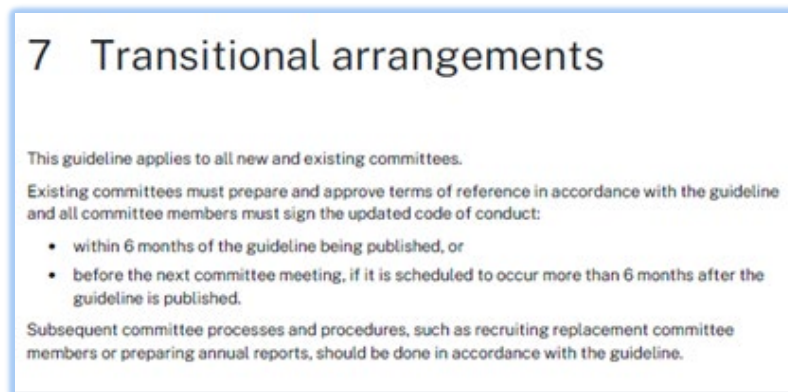 7 Transitional arrangements
This guideline applies to all new and existing committees.
Existing committees must prepare and approve terms of reference in accordance with the guideline
and all committee members must sign the updated code of conduct:
• within 6 months of the guideline being published, or
• before the next committee meeting, if it is scheduled to occur more than 6 months after the
guideline is published.
Subsequent committee processes and procedures, such as recruiting replacement committee
members or preparing annual reports, should be done in accordance with the guideline.